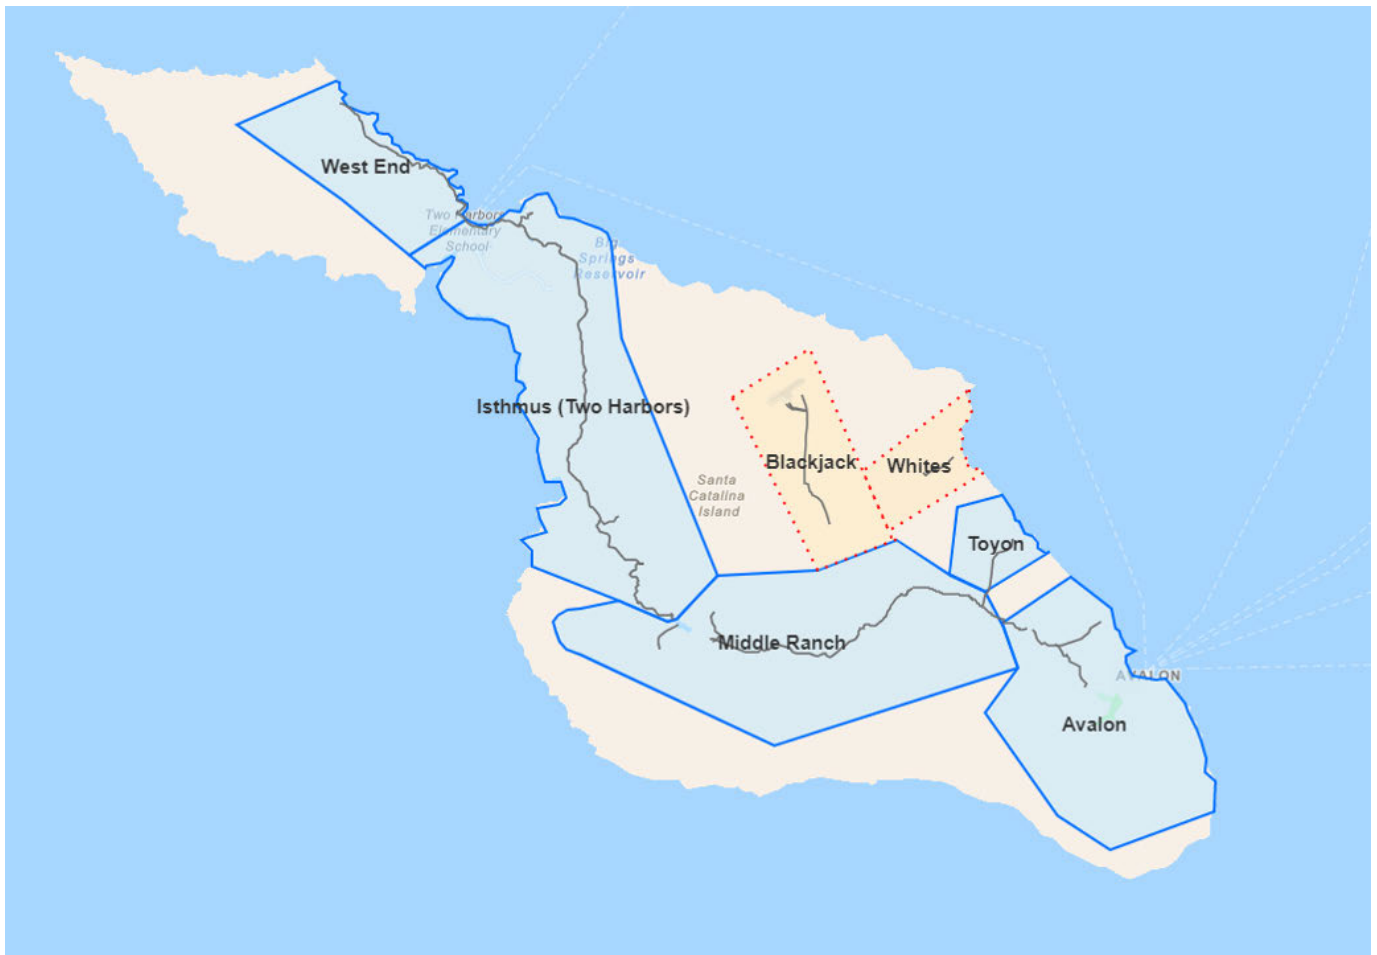 West End
Two Harbors
Elementary
School
Big
Springs
Reservoir
Isthmus (Two Harbors)
Blackjack
Whites
Santa
Catalina
Island
Toyon
Middle Ranch
AVALON
Avalon